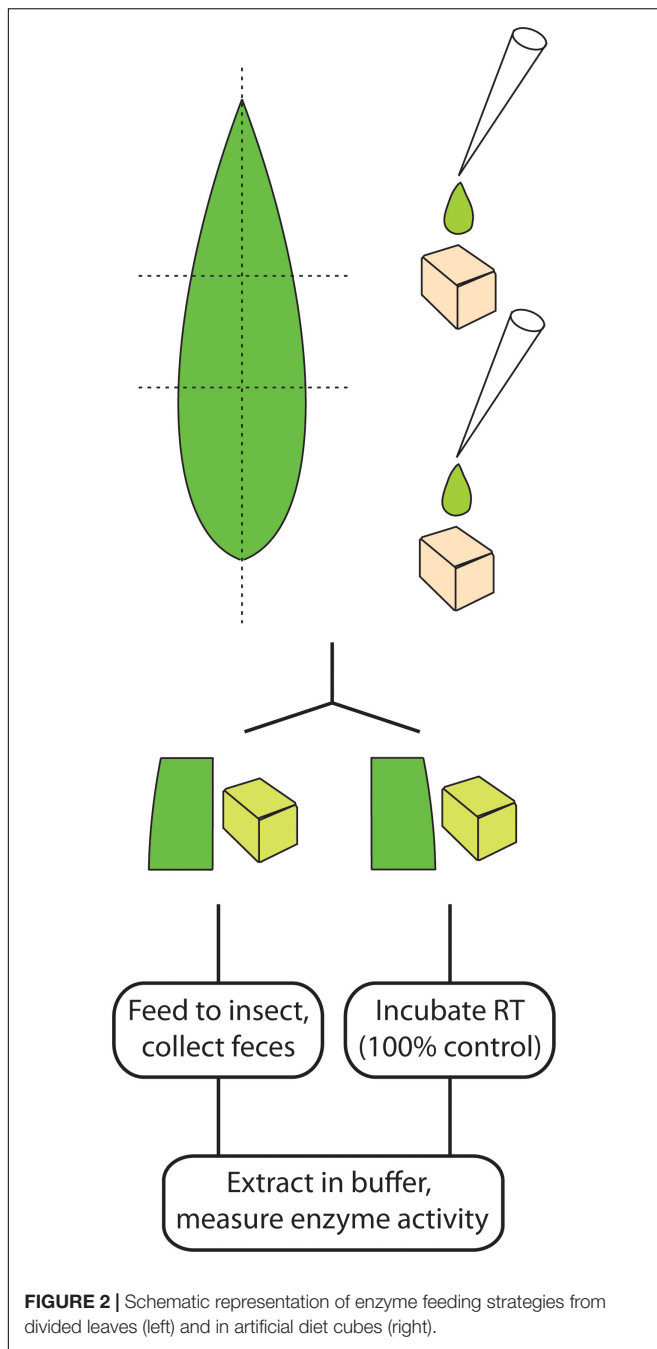 Feed to insect,
collect feces
Incubate RT
(100% control)
Extract in buffer,
measure enzyme activity
FIGURE 2 | Schematic representation of enzyme feeding strategies from
divided leaves (left) and in artificial diet cubes (right).